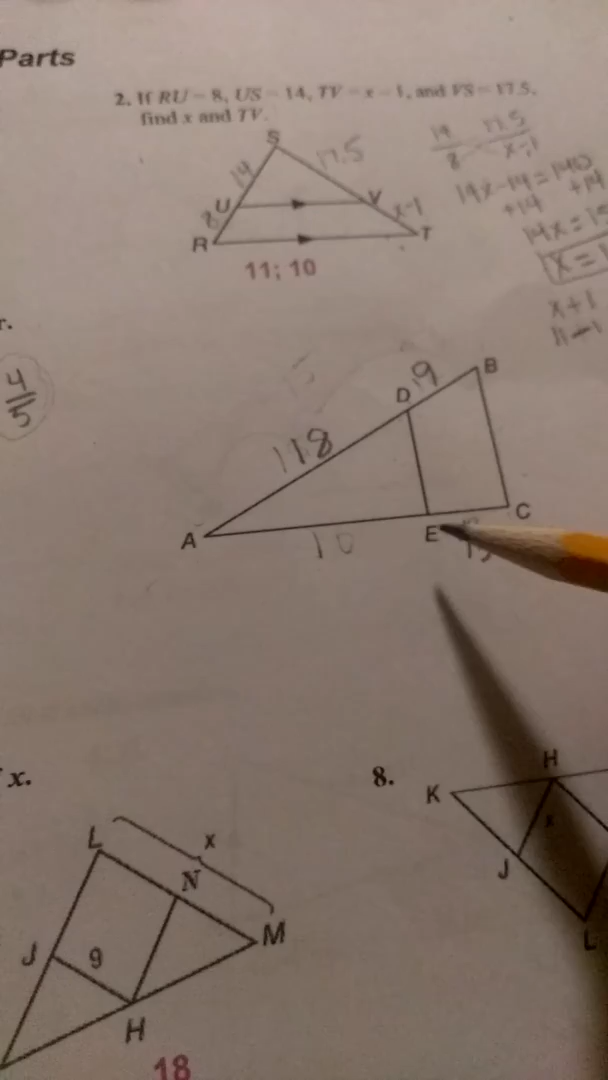 Parts
2. If RU = 8, US = 14, TV = x − 1, and VS = 17.5,
find x and TV.
S
14
17.5
U
V
8
x-1
R
T
11; 10
14 17.5
8 x-1
14x-14=140
+14 +14
14x=
x=1
x+1
r.
4
5
B
9
D
18
A
10
E
C
x.
8.
L
x
N
J
9
M
H
18
K
H
x
J
L